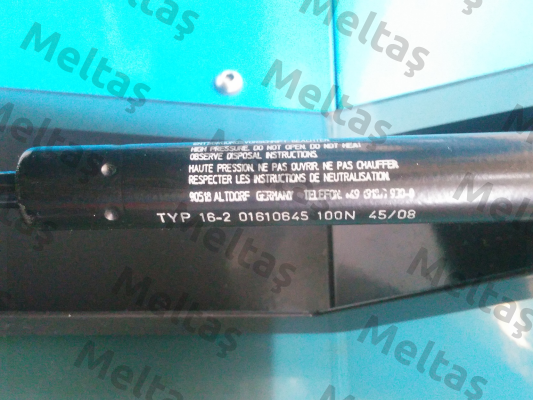 HIGH PRESSURE, DO NOT OPEN, DO NOT HEAT
OBSERVE DISPOSAL INSTRUCTIONS.
HAUTE PRESSION, NE PAS OUVRIR, NE PAS CHAUFFER
RESPECTER LES INSTRUCTIONS DE NEUTRALISATION.
90518 ALTDORF GERMANY TELEFON:
TYP 16-2 01610645 100N 45/08
Meltaş
Meltaş
Meltaş
Meltaş
Meltaş
Meltaş
Meltaş
Meltaş